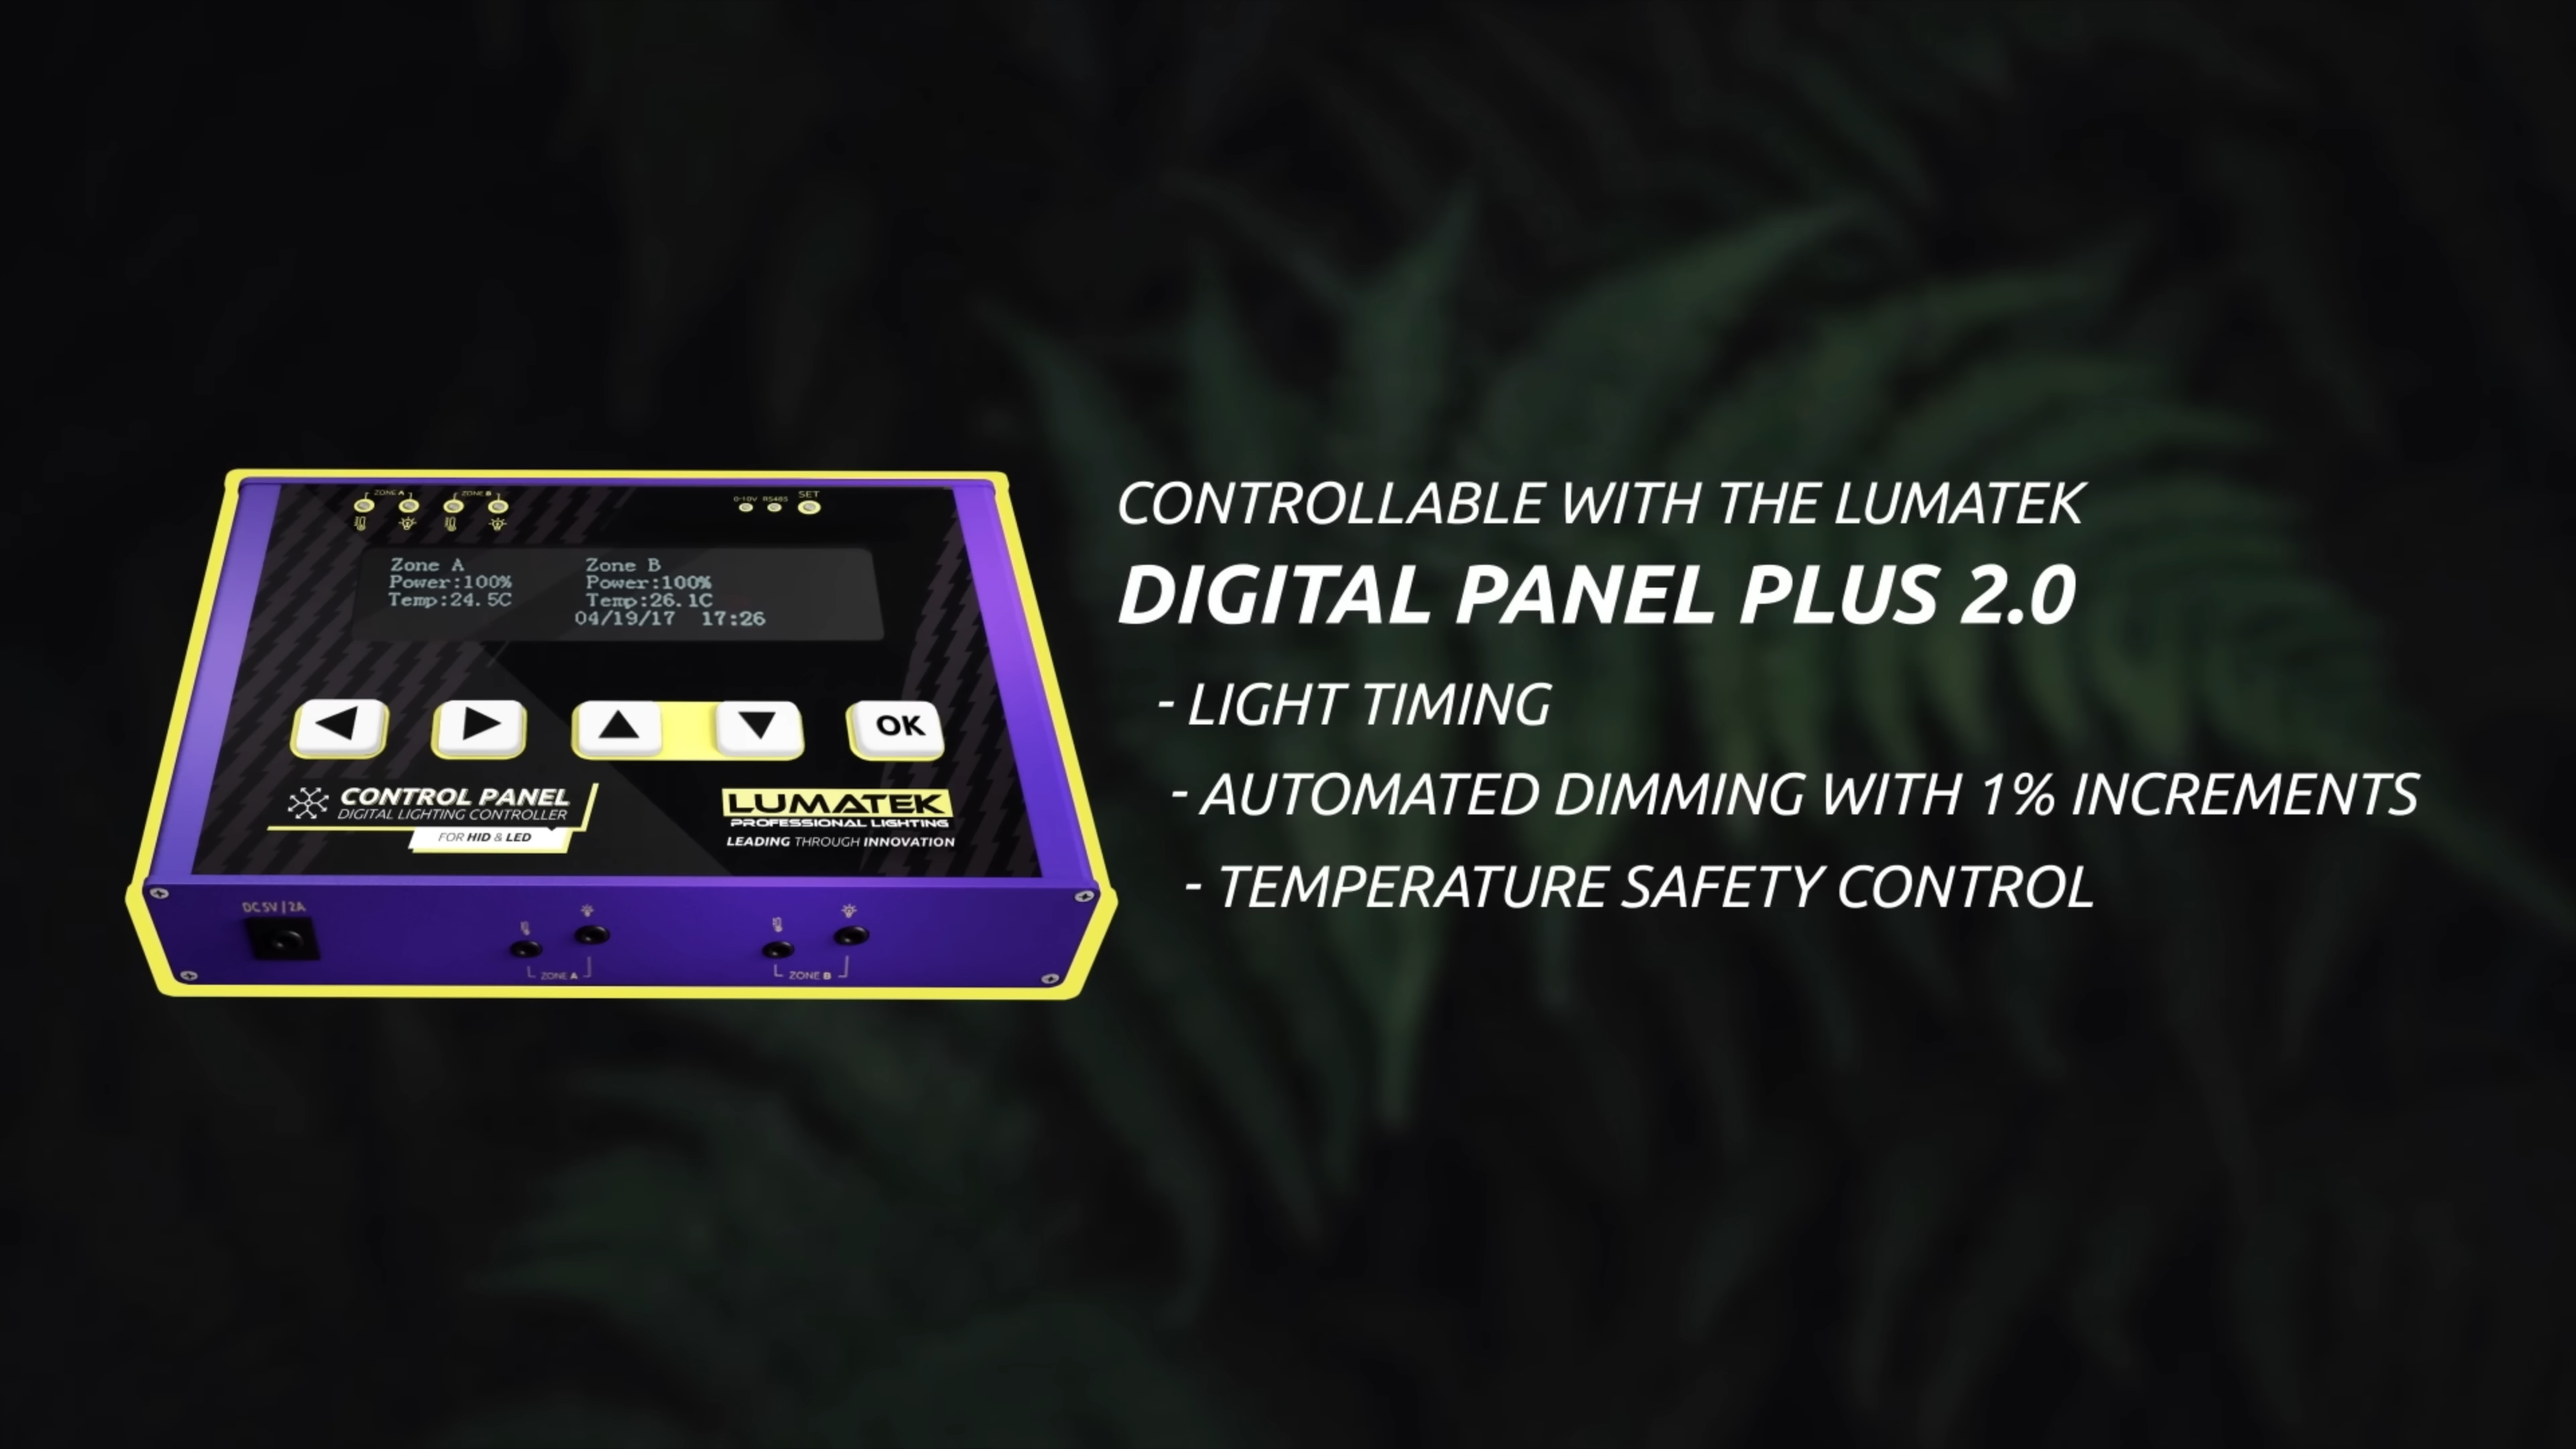 ZONE A ZONE B
0-10V RS485 SET
Zone A Zone B
Power:100% Power:100%
Temp:24.5C Temp:26.1C
04/19/17 17:26
OK
CONTROL PANEL
DIGITAL LIGHTING CONTROLLER
FOR HID & LED
LUMATEK
PROFESSIONAL LIGHTING
LEADING THROUGH INNOVATION
DC 5V | 2A
ZONE A ZONE B
CONTROLLABLE WITH THE LUMATEK
DIGITAL PANEL PLUS 2.0
- LIGHT TIMING
- AUTOMATED DIMMING WITH 1% INCREMENTS
- TEMPERATURE SAFETY CONTROL